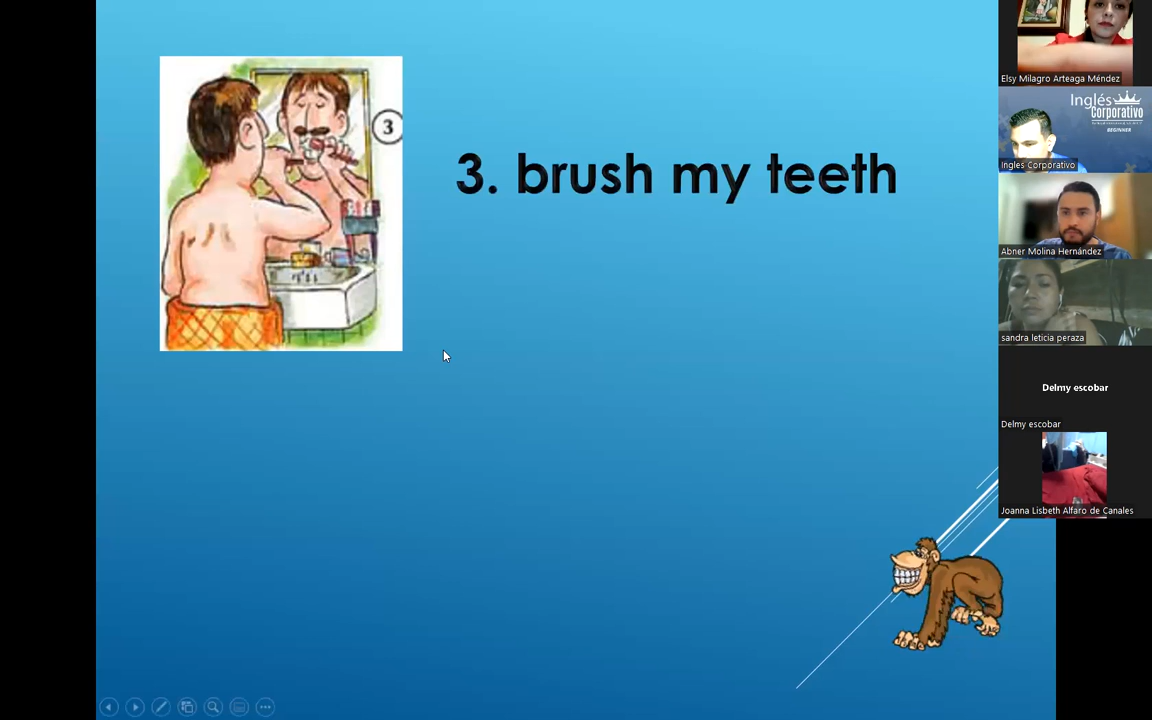 3
3. brush my teeth
Elsy Milagro Arteaga Méndez
Inglés
Corporativo
BEGINNER
Ingles Corporativo
Abner Molina Hernández
sandra leticia peraza
Delmy escobar
Delmy escobar
Joanna Lisbeth Alfaro de Canales